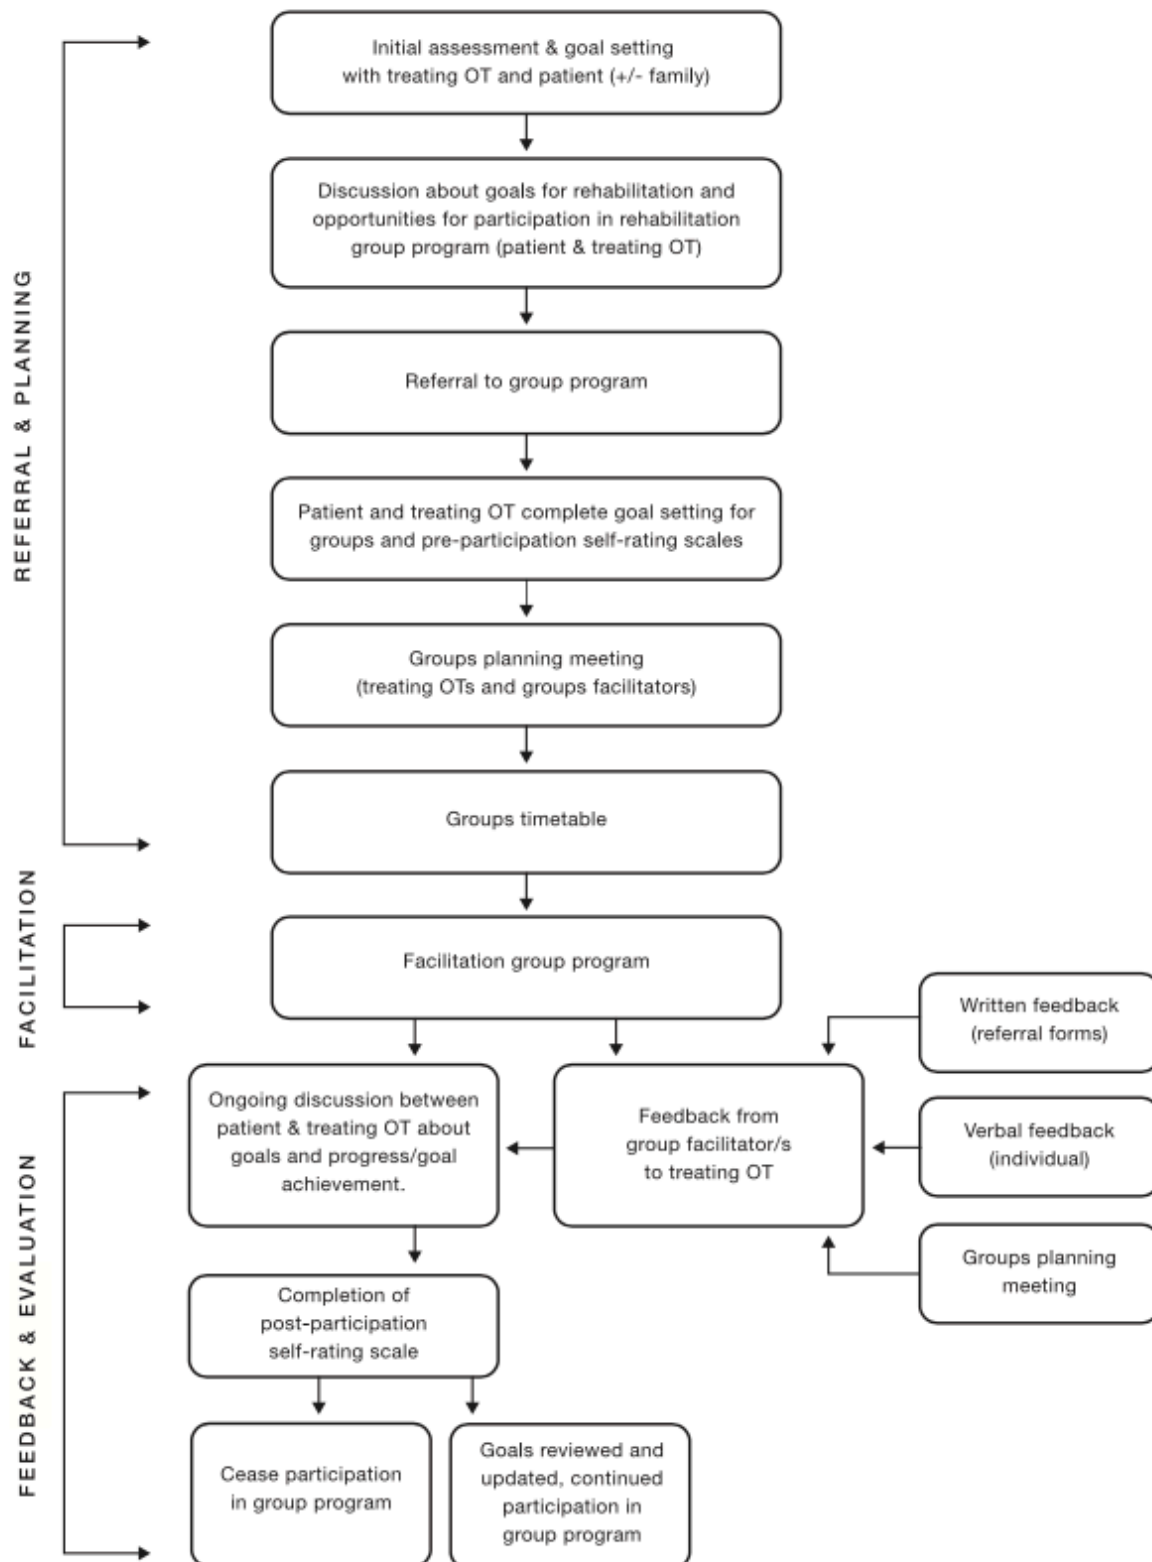 REFERRAL & PLANNING
Initial assessment & goal setting
with treating OT and patient (+/- family)
Discussion about goals for rehabilitation and
opportunities for participation in rehabilitation
group program (patient & treating OT)
Referral to group program
Patient and treating OT complete goal setting for
groups and pre-participation self-rating scales
Groups planning meeting
(treating OTs and groups facilitators)
Groups timetable
FACILITATION
Facilitation group program
FEEDBACK & EVALUATION
Ongoing discussion between
patient & treating OT about
goals and progress/goal
achievement.
Feedback from
group facilitator/s
to treating OT
Written feedback
(referral forms)
Verbal feedback
(individual)
Groups planning
meeting
Completion of
post-participation
self-rating scale
Cease participation
in group program
Goals reviewed and
updated, continued
participation in
group program